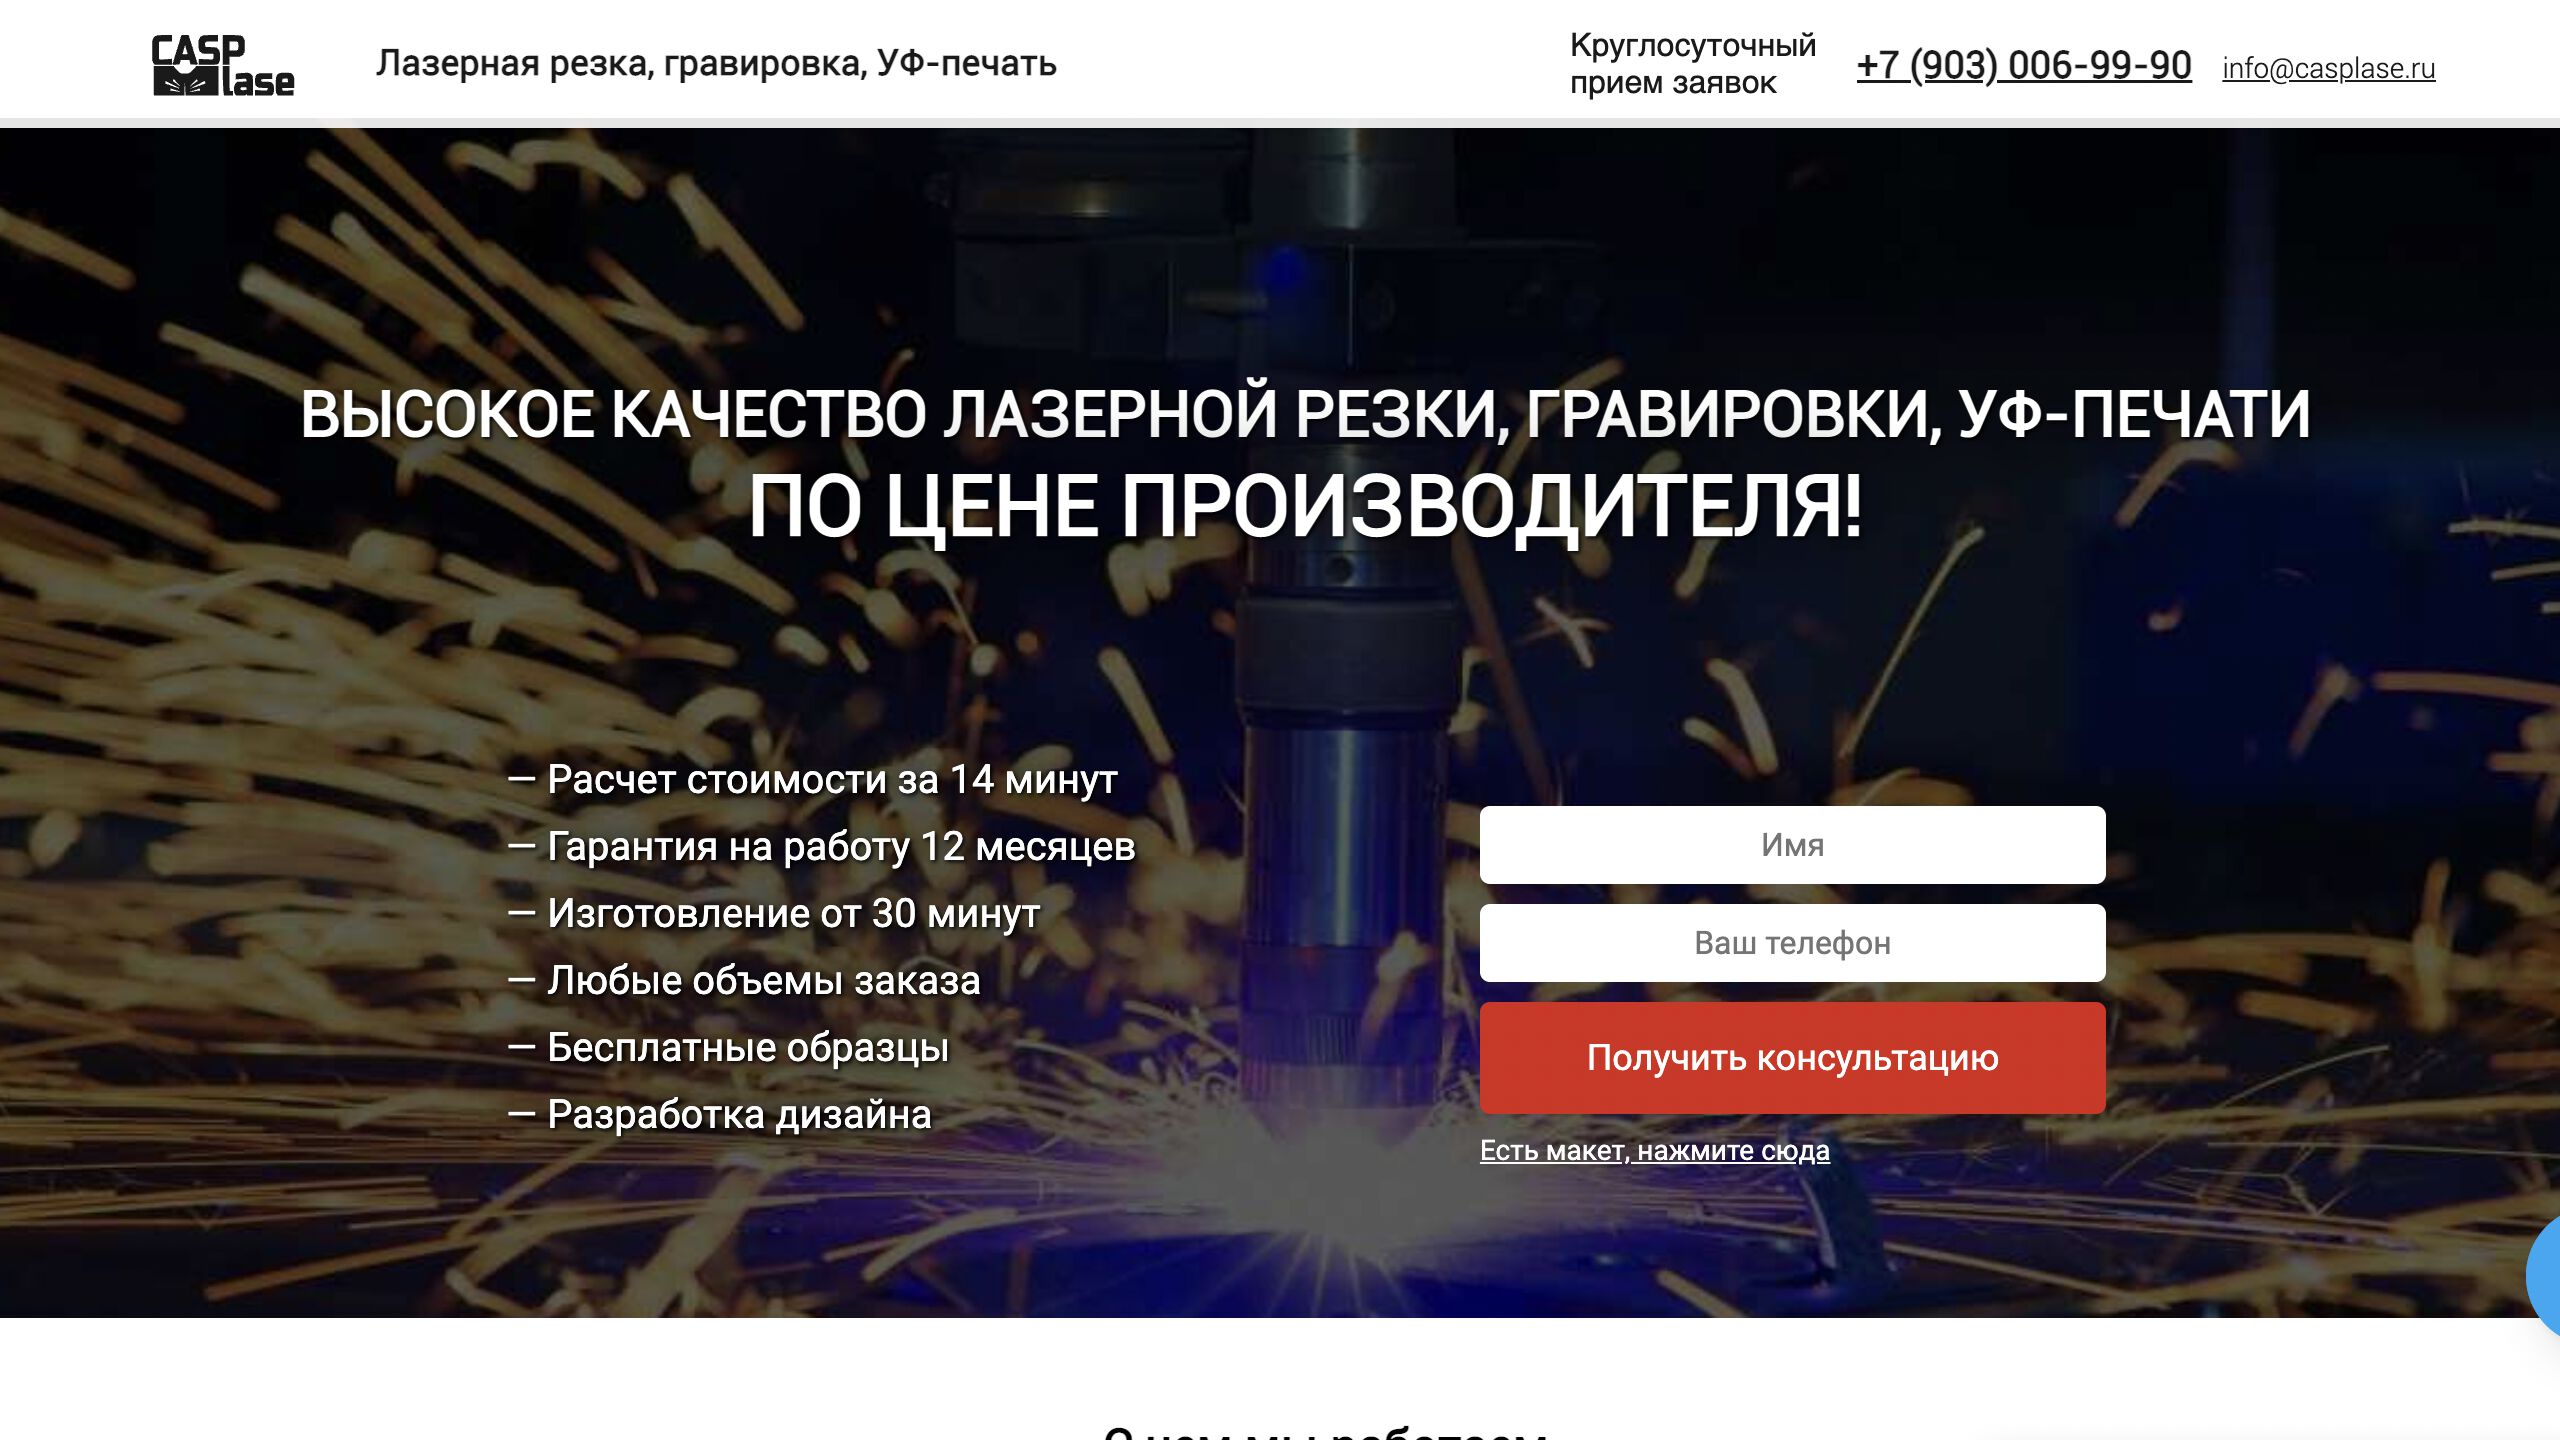 CASP
lase
Лазерная резка, гравировка, УФ-печать
Круглосуточный
прием заявок
+7 (903) 006-99-90
info@casplase.ru
ВЫСОКОЕ КАЧЕСТВО ЛАЗЕРНОЙ РЕЗКИ, ГРАВИРОВКИ, УФ-ПЕЧАТИ
ПО ЦЕНЕ ПРОИЗВОДИТЕЛЯ!
— Расчет стоимости за 14 минут
— Гарантия на работу 12 месяцев
— Изготовление от 30 минут
— Любые объемы заказа
— Бесплатные образцы
— Разработка дизайна
Имя
Ваш телефон
Получить консультацию
Есть макет, нажмите сюда
С чем мы работаем